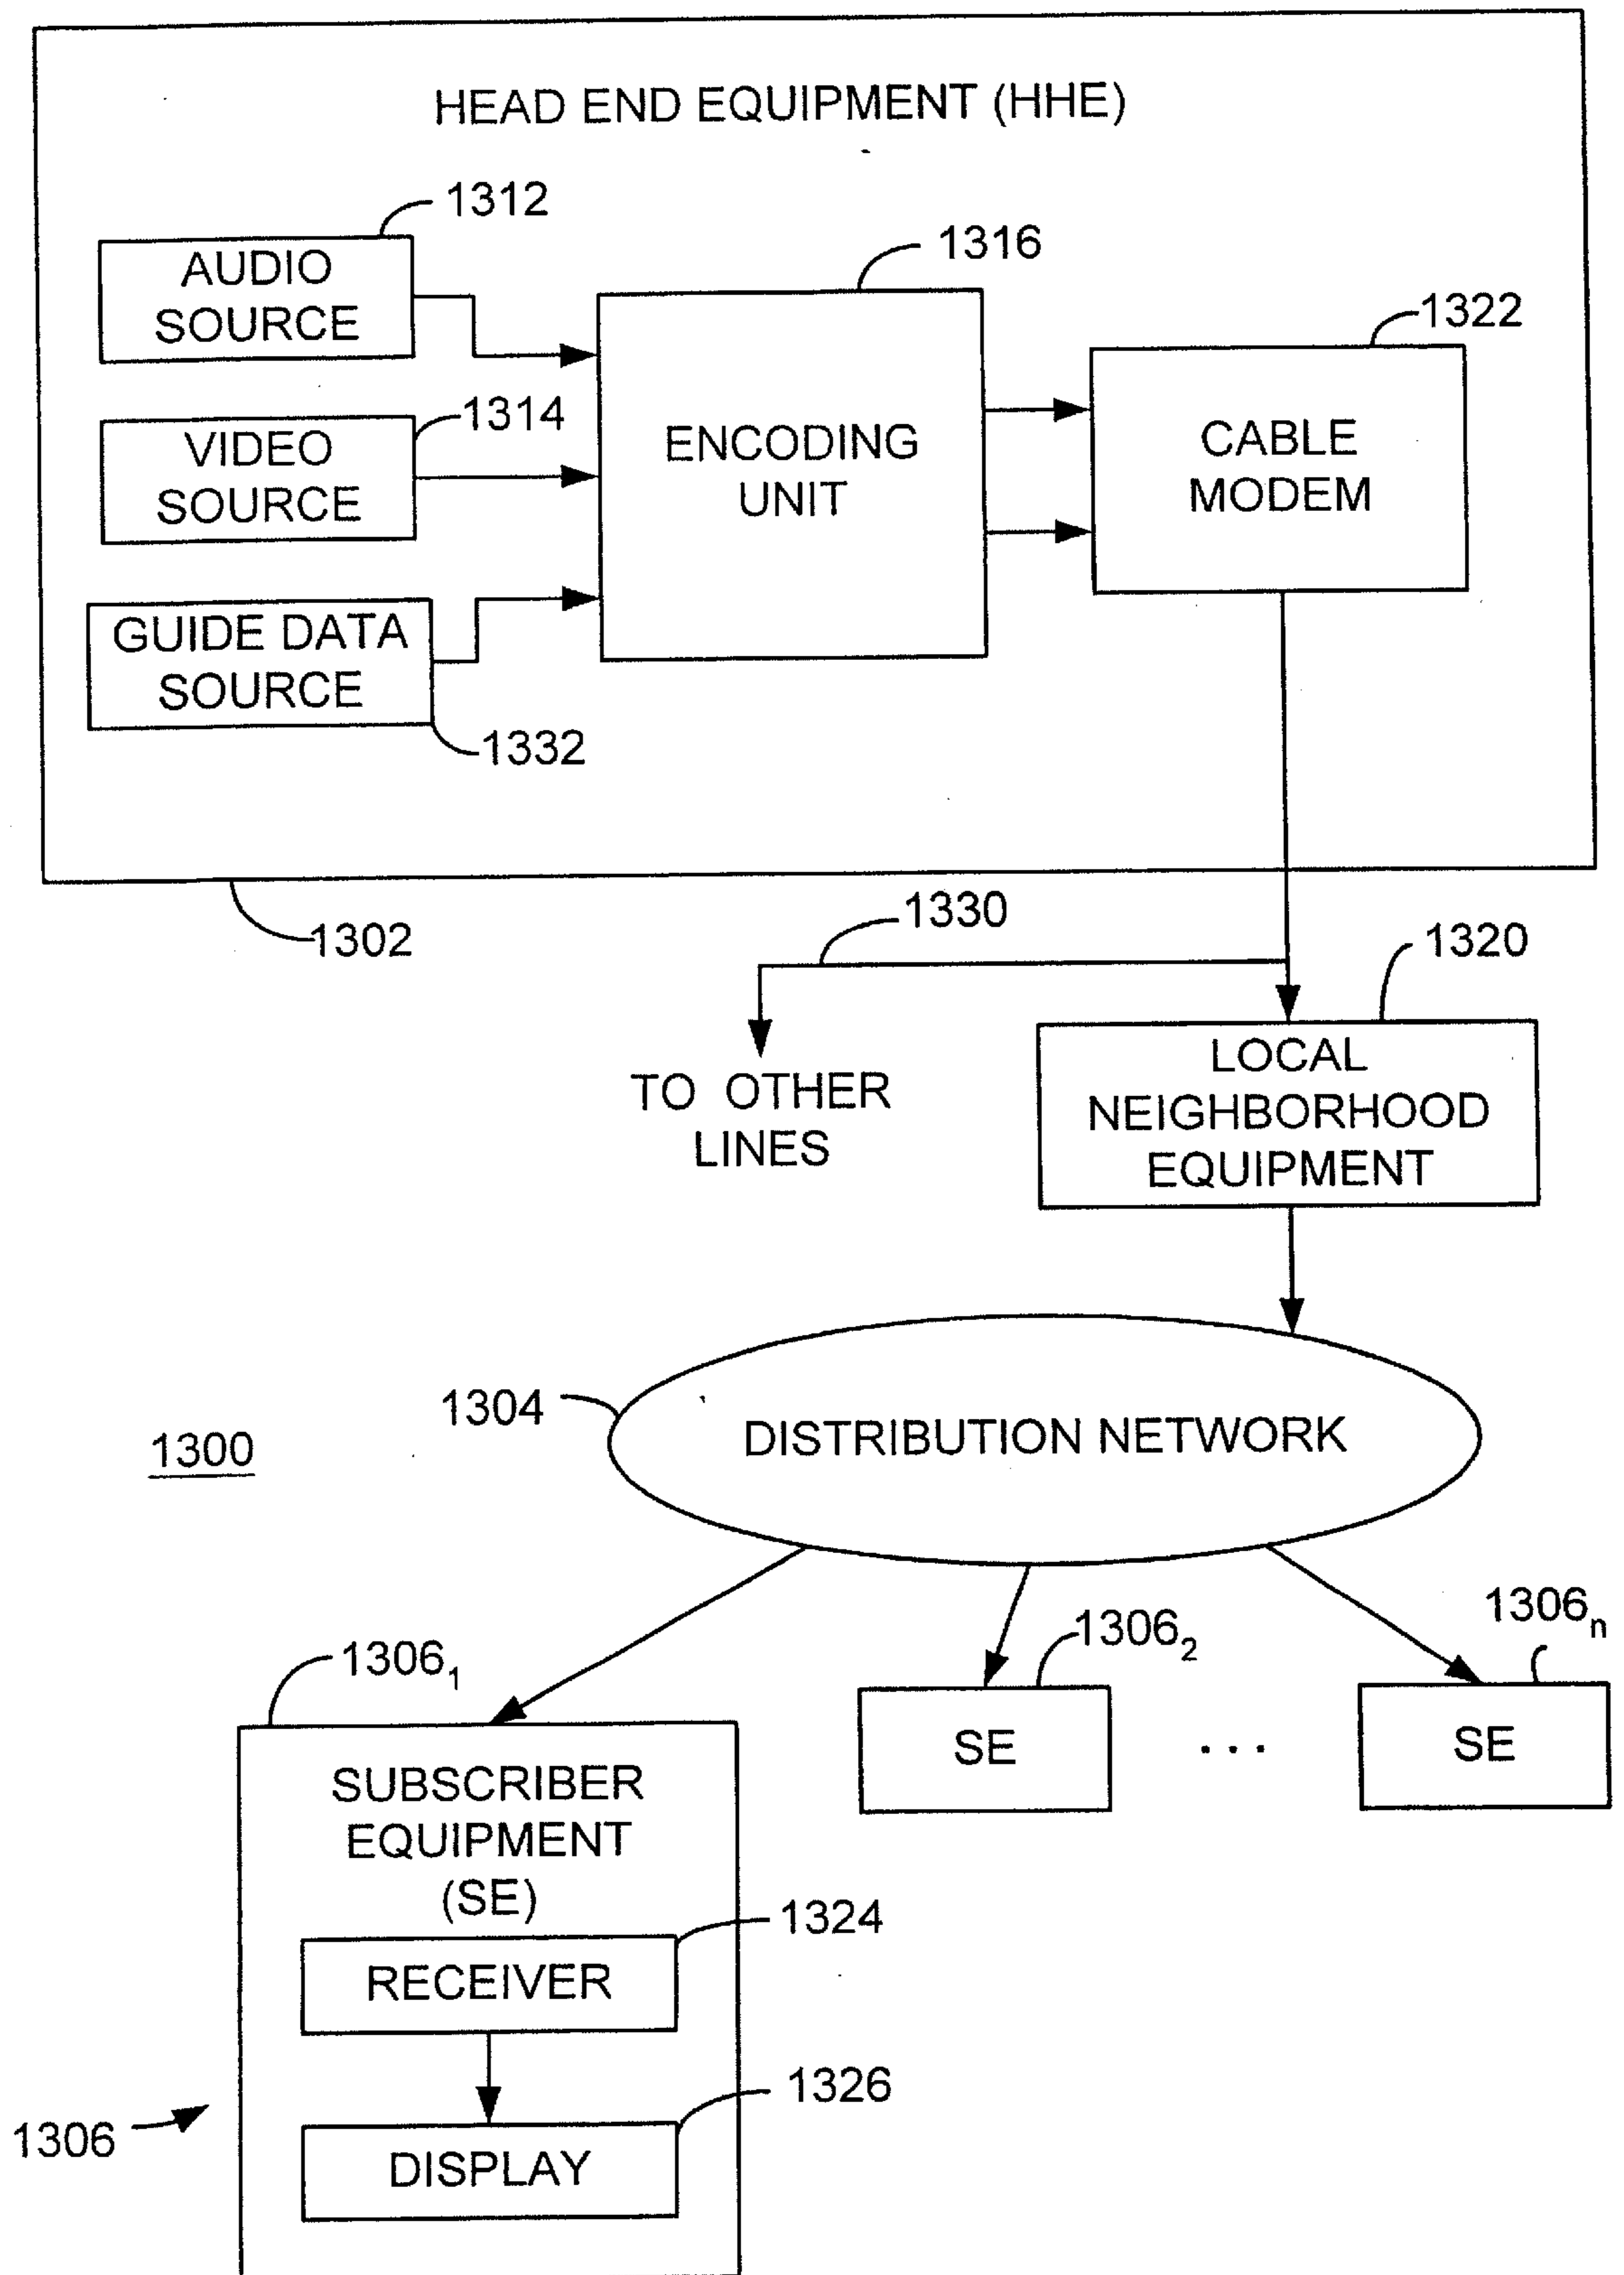 HEAD END EQUIPMENT (HHE)
1312
AUDIO
SOURCE
1316
1322
1314
VIDEO
SOURCE
ENCODING
UNIT
CABLE
MODEM
GUIDE DATA
SOURCE
1332
1302
1330
1320
TO OTHER
LINES
LOCAL
NEIGHBORHOOD
EQUIPMENT
1304
DISTRIBUTION NETWORK
1300
1306₁
1306₂
1306ₙ
SUBSCRIBER
EQUIPMENT
(SE)
SE
...
SE
1324
RECEIVER
1326
DISPLAY
1306